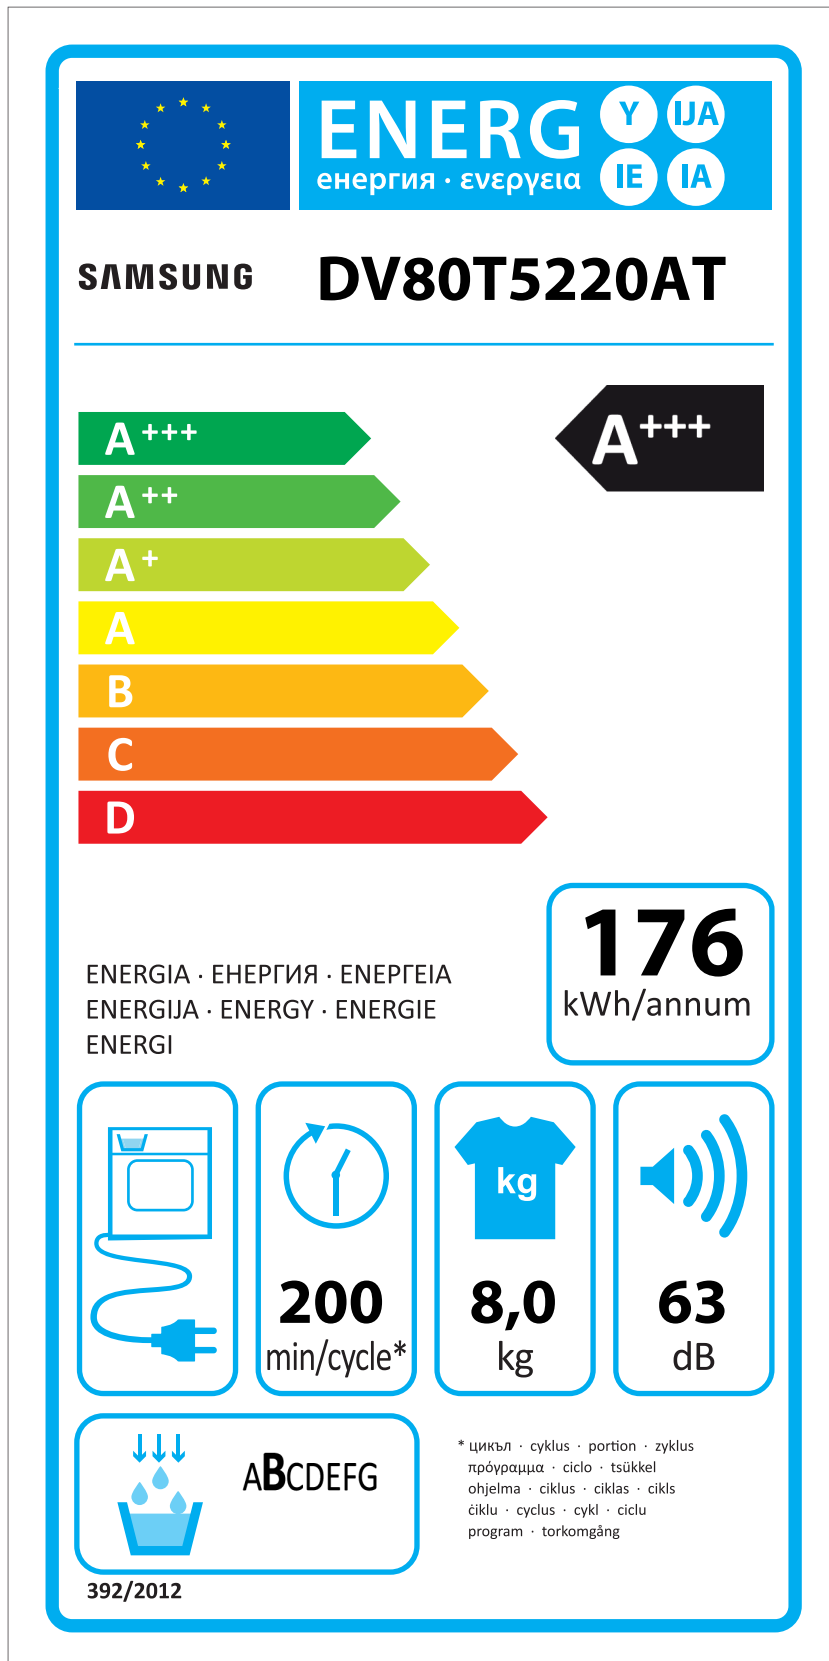 ENERG Y IJA
енергия · ενεργεια IE IA
SAMSUNG DV80T5220AT
A+++
A+++
A++
A+
A
B
C
D
176
kWh/annum
ENERGIA · ЕНЕРГИЯ · ΕΝΕΡΓΕΙΑ
ENERGIJA · ENERGY · ENERGIE
ENERGI
kg
200
min/cycle*
8,0
kg
63
dB
ABCDEFG
* цикъл · cyklus · portion · zyklus
πρόγραμμα · ciclo · tsükkel
ohjelma · ciklus · ciklas · cikls
ċiklu · cyclus · cykl · ciclu
program · torkomgång
392/2012